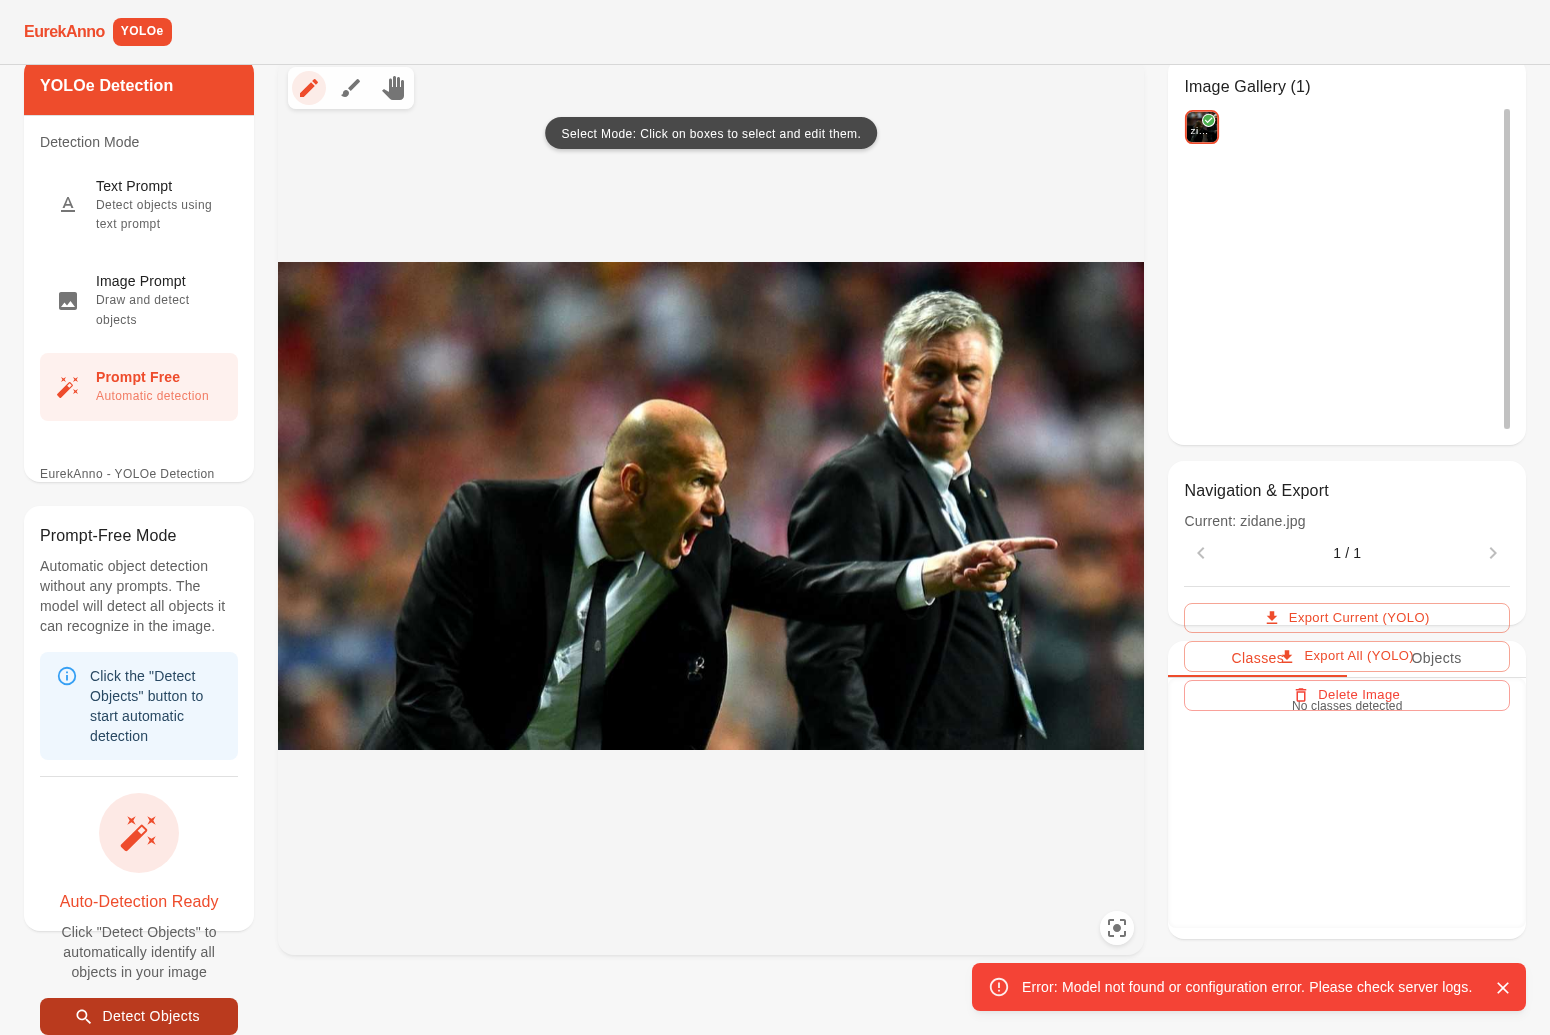 EurekAnno YOLOe
YOLOe Detection
Detection Mode
Text Prompt
Detect objects using
text prompt
Image Prompt
Draw and detect
objects
Prompt Free
Automatic detection
EurekAnno - YOLOe Detection
Prompt-Free Mode
Automatic object detection
without any prompts. The
model will detect all objects it
can recognize in the image.
Click the "Detect
Objects" button to
start automatic
detection
Auto-Detection Ready
Click "Detect Objects" to
automatically identify all
objects in your image
Detect Objects
Select Mode: Click on boxes to select and edit them.
Image Gallery (1)
zi...
Navigation & Export
Current: zidane.jpg
1 / 1
Export Current (YOLO)
Export All (YOLO)
Classes
Objects
Delete Image
No classes detected
Error: Model not found or configuration error. Please check server logs.